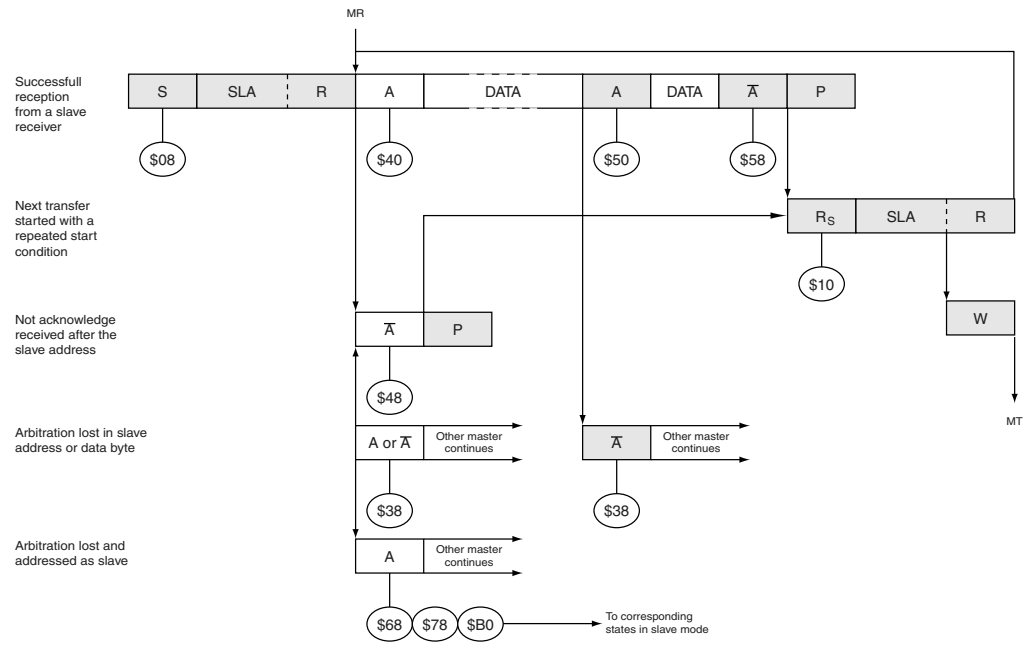 MR
Successfull
reception
from a slave
receiver
S SLA R A DATA A DATA A̅ P
$08 $40 $50 $58
Next transfer
started with a
repeated start
condition
RS SLA R
$10
Not acknowledge
received after the
slave address
A̅ P
W
$48
MT
Arbitration lost in slave
address or data byte
A or A̅
Other master
continues
A̅
Other master
continues
$38 $38
Arbitration lost and
addressed as slave
A
Other master
continues
$68 $78 $B0
To corresponding
states in slave mode